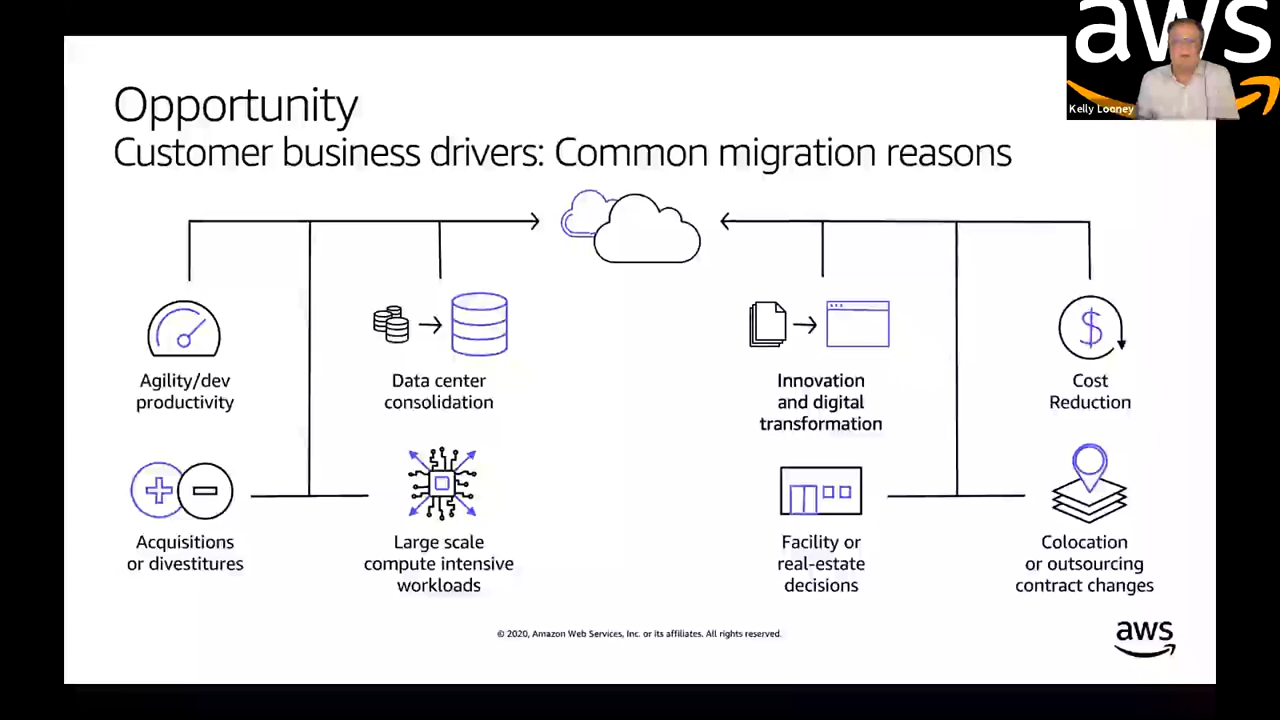 aws
Kelly Looney
Opportunity
Customer business drivers: Common migration reasons
Agility/dev
productivity
Data center
consolidation
Innovation
and digital
transformation
Cost
Reduction
Acquisitions
or divestitures
Large scale
compute intensive
workloads
Facility or
real-estate
decisions
Colocation
or outsourcing
contract changes
© 2020, Amazon Web Services, Inc. or its affiliates. All rights reserved.
aws